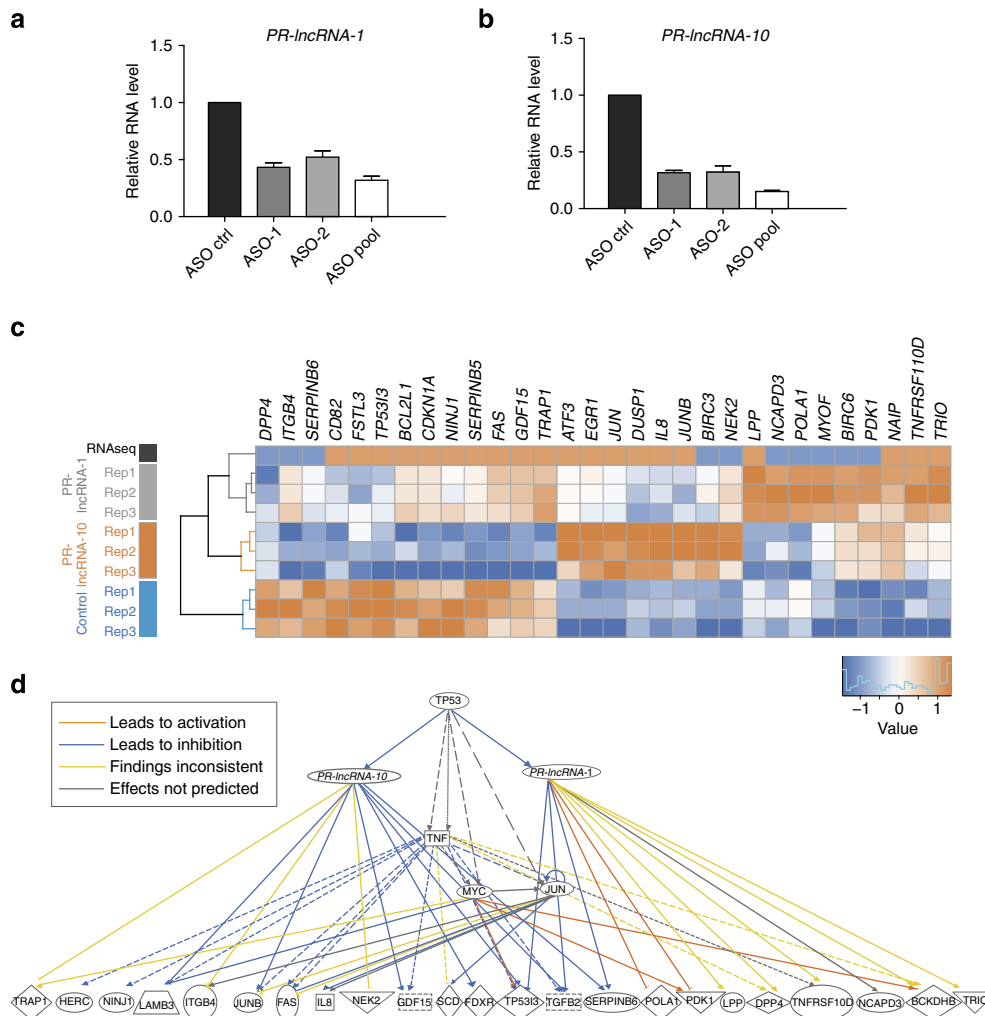 a
PR-lncRNA-1
Relative RNA level
1.5
1.0
0.5
0.0
ASO ctrl
ASO-1
ASO-2
ASO pool
b
PR-lncRNA-10
Relative RNA level
1.5
1.0
0.5
0.0
ASO ctrl
ASO-1
ASO-2
ASO pool
c
DPP4
ITGB4
SERPINB6
CD82
FSTL3
TP53I3
BCL2L1
CDKN1A
NINJ1
SERPINB5
FAS
GDF15
TRAP1
ATF3
EGR1
JUN
DUSP1
IL8
JUNB
BIRC3
NEK2
LPP
NCAPD3
POLA1
MYOF
BIRC6
PDK1
NAIP
TNFRSF110D
TRIO
RNAseq
PR-
lncRNA-1
Rep1
Rep2
Rep3
PR-
lncRNA-10
Rep1
Rep2
Rep3
Control
Rep1
Rep2
Rep3
−1 0 1
Value
d
Leads to activation
Leads to inhibition
Findings inconsistent
Effects not predicted
TP53
PR-lncRNA-10
PR-lncRNA-1
TNF
MYC
JUN
TRAP1
HERC
NINJ1
LAMB3
ITGB4
JUNB
FAS
IL8
NEK2
GDF15
SCD
FDXR
TP53I3
TGFB2
SERPINB6
POLA1
PDK1
LPP
DPP4
TNFRSF10D
NCAPD3
BCKDHB
TRIO